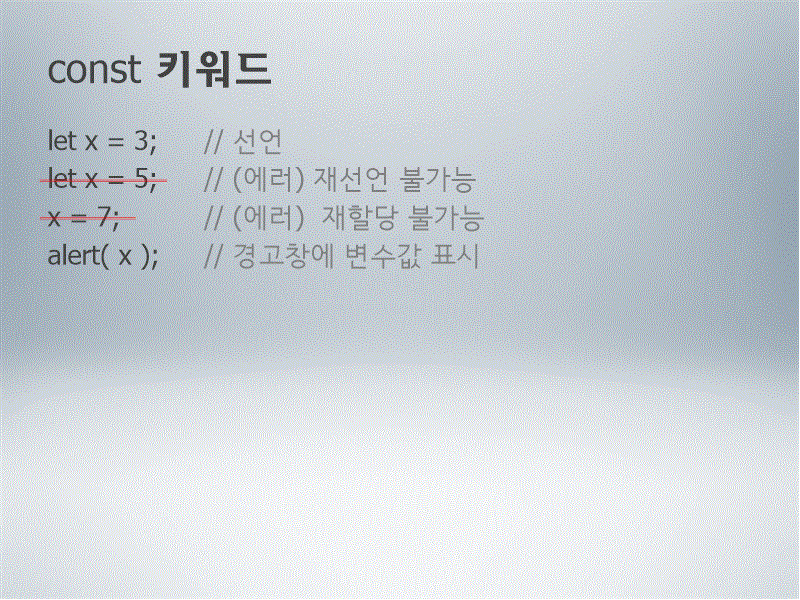 const 키워드
let x = 3; // 선언
let x = 5; // (에러) 재선언 불가능
x = 7; // (에러) 재할당 불가능
alert( x ); // 경고창에 변수값 표시